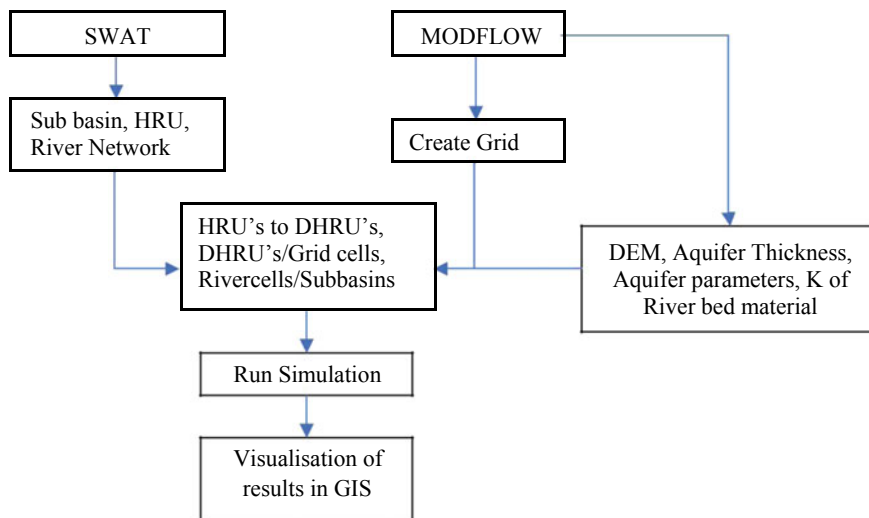 SWAT
MODFLOW
Sub basin, HRU,
River Network
Create Grid
HRU's to DHRU's,
DHRU's/Grid cells,
Rivercells/Subbasins
DEM, Aquifer Thickness,
Aquifer parameters, K of
River bed material
Run Simulation
Visualisation of
results in GIS